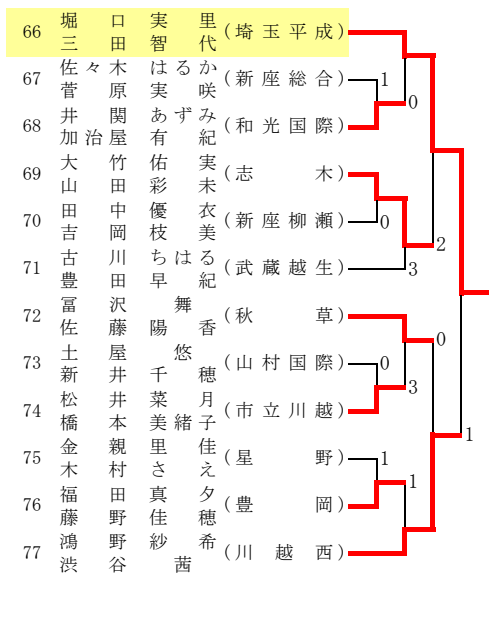 66 堀口実里 (埼玉平成)
三田智代
67 佐々木はるか (新座総合) 1
菅原実咲
0
68 井関あずみ (和光国際)
加治屋有紀
69 大竹佑実 (志木)
山田彩未
70 田中優衣 (新座柳瀬) 0
吉岡枝美
2
71 古川ちはる (武蔵越生) 3
豊田早紀
72 冨沢舞 (秋草)
佐藤陽香
0
73 土屋悠 (山村国際) 0
新井千穂
3
74 松井菜月 (市立川越)
橋本美緒子
1
75 金親里佳 (星野) 1
木村さえ
1
76 福田真夕 (豊岡)
藤野佳穂
77 鴻野紗希 (川越西)
渋谷茜